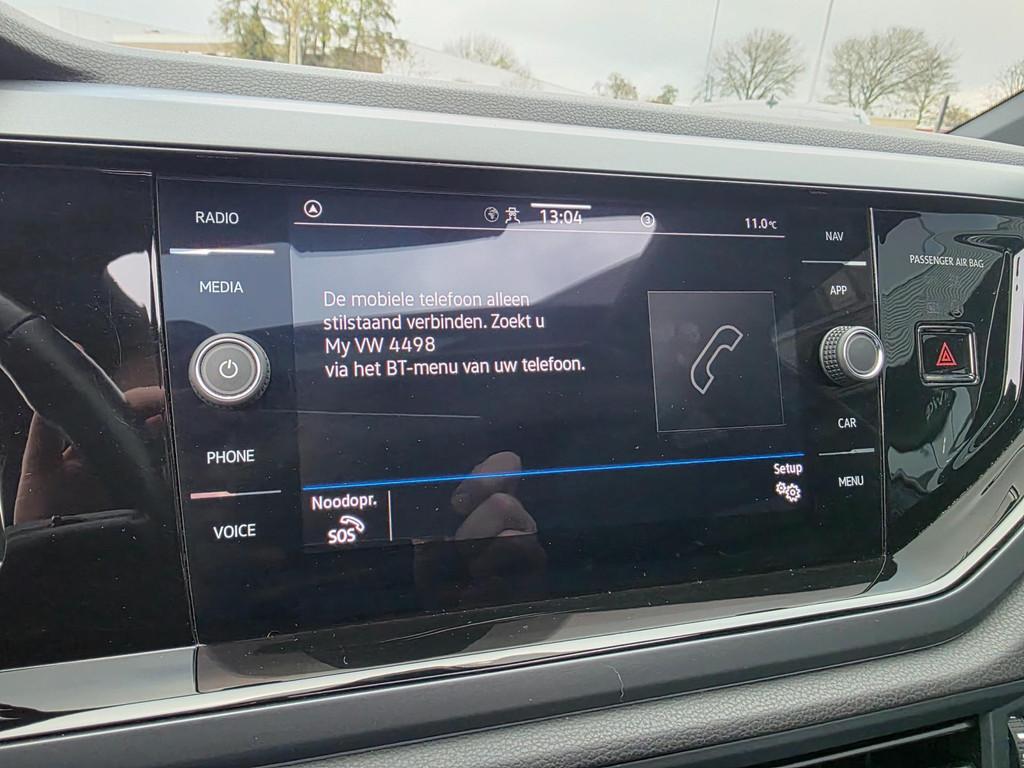 RADIO
MEDIA
PHONE
VOICE
13:04
3
11.0°C
De mobiele telefoon alleen
stilstaand verbinden. Zoekt u
My VW 4498
via het BT-menu van uw telefoon.
Noodopr.
SOS
Setup
NAV
APP
CAR
MENU
PASSENGER AIR BAG